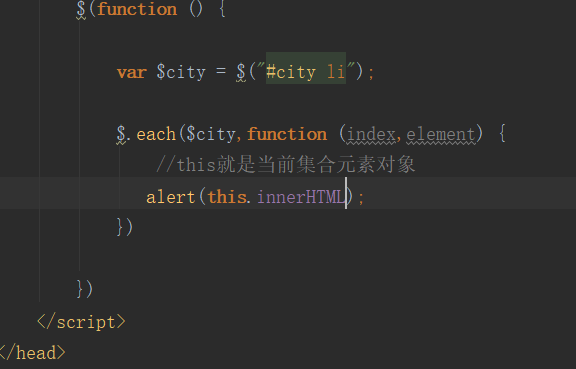 $(function () {
var $city = $("#city li");
$.each($city,function (index,element) {
//this就是当前集合元素对象
alert(this.innerHTML);
})
})
</script>
</head>